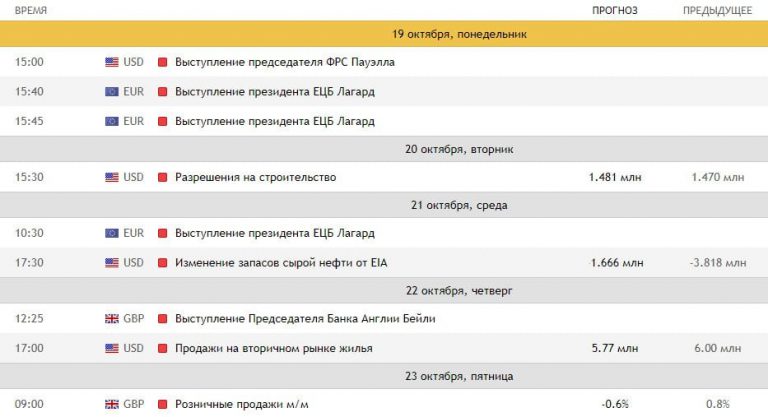 ВРЕМЯ ПРОГНОЗ ПРЕДЫДУЩЕЕ
19 октября, понедельник
15:00 USD Выступление председателя ФРС Пауэлла
15:40 EUR Выступление президента ЕЦБ Лагард
15:45 EUR Выступление президента ЕЦБ Лагард
20 октября, вторник
15:30 USD Разрешения на строительство 1.481 млн 1.470 млн
21 октября, среда
10:30 EUR Выступление президента ЕЦБ Лагард
17:30 USD Изменение запасов сырой нефти от EIA 1.666 млн -3.818 млн
22 октября, четверг
12:25 GBP Выступление Председателя Банка Англии Бейли
17:00 USD Продажи на вторичном рынке жилья 5.77 млн 6.00 млн
23 октября, пятница
09:00 GBP Розничные продажи м/м -0.6% 0.8%